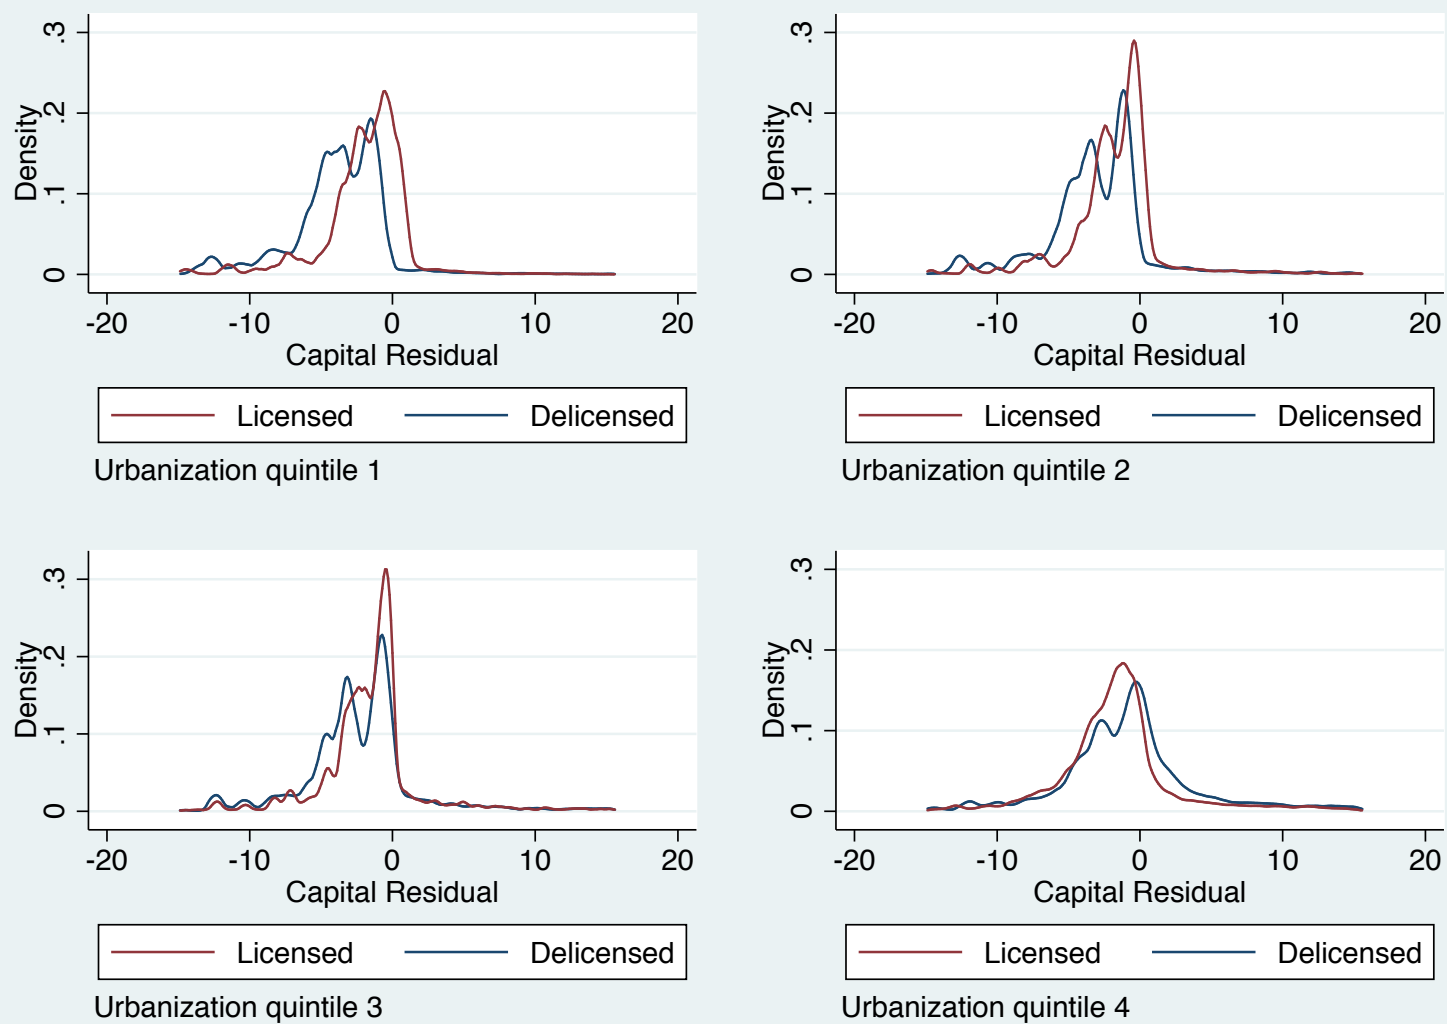 .3
.2
.1
0
Density
-20 -10 0 10 20
Capital Residual
Licensed Delicensed
Urbanization quintile 1
.3
.2
.1
0
Density
-20 -10 0 10 20
Capital Residual
Licensed Delicensed
Urbanization quintile 2
.3
.2
.1
0
Density
-20 -10 0 10 20
Capital Residual
Licensed Delicensed
Urbanization quintile 3
.3
.2
.1
0
Density
-20 -10 0 10 20
Capital Residual
Licensed Delicensed
Urbanization quintile 4